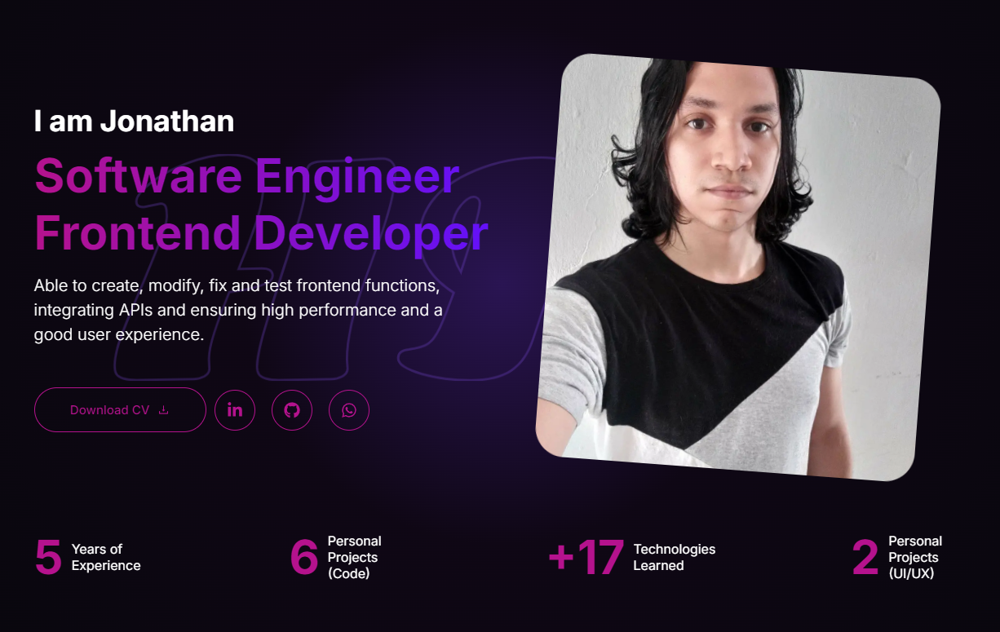 I am Jonathan
Software Engineer
Frontend Developer
Able to create, modify, fix and test frontend functions,
integrating APIs and ensuring high performance and a
good user experience.
Download CV
in
5
Years of
Experience
6
Personal
Projects
(Code)
+17
Technologies
Learned
2
Personal
Projects
(UI/UX)